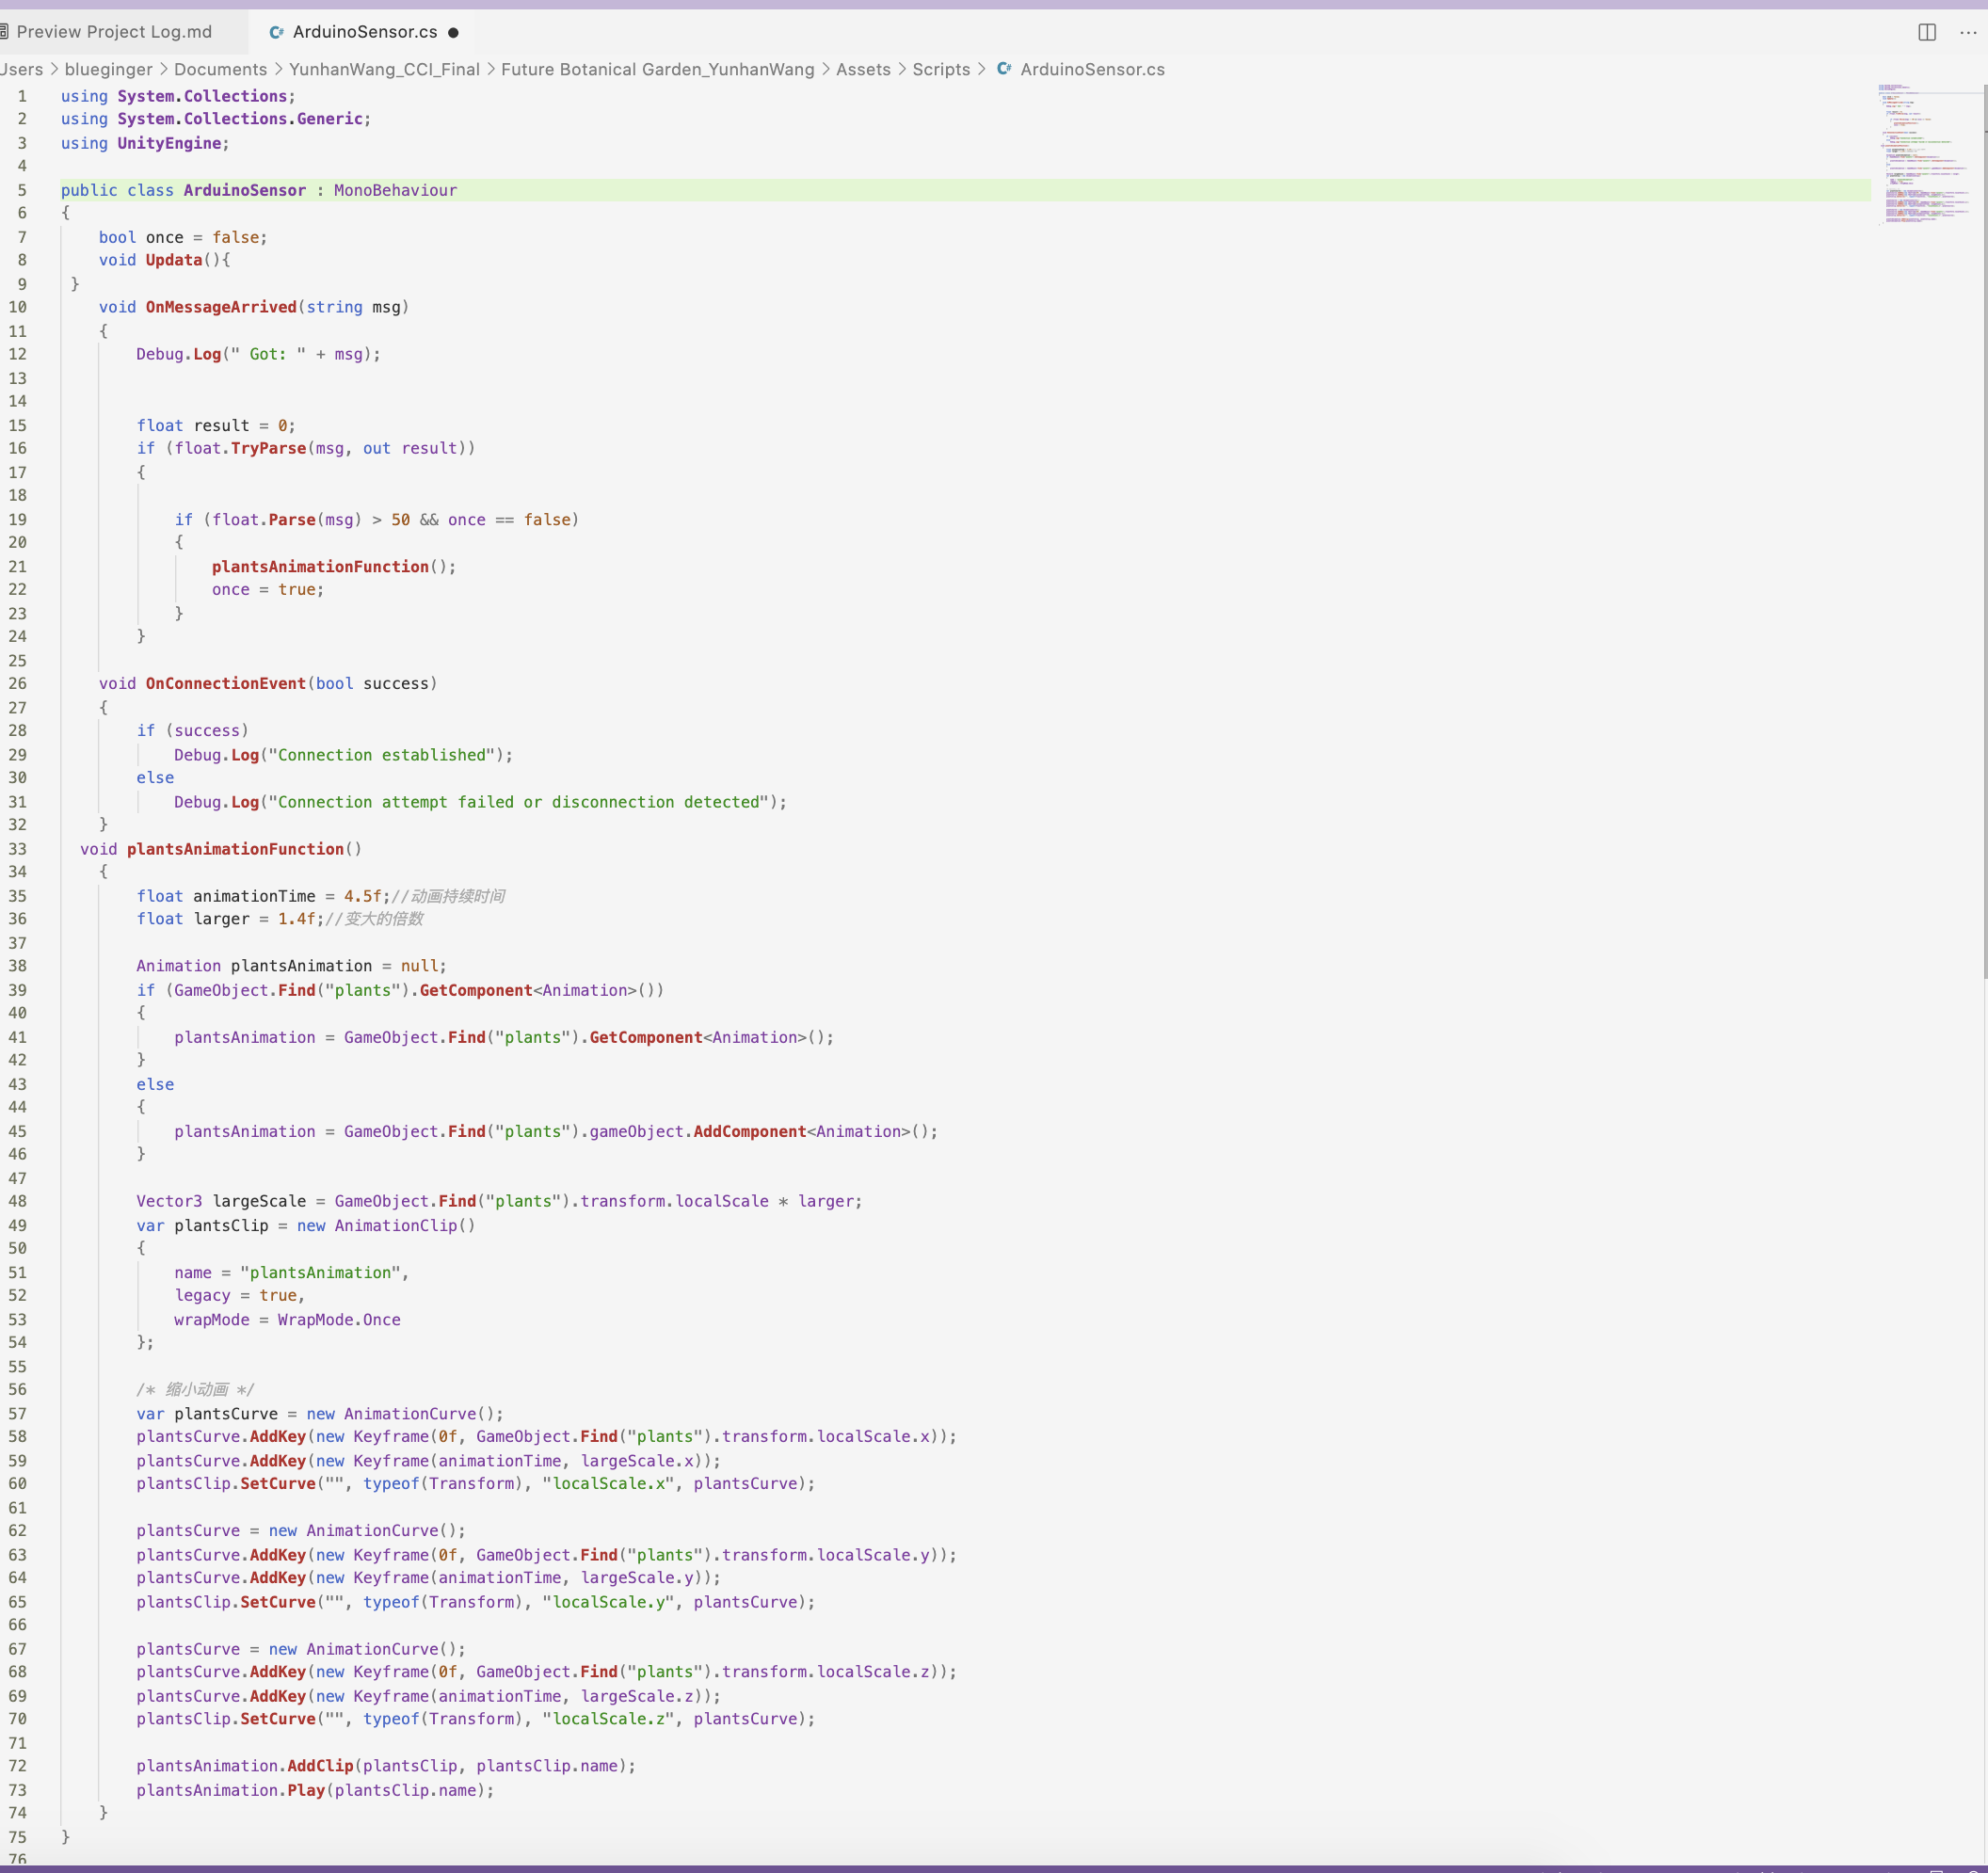 Preview Project Log.md
ArduinoSensor.cs ●
Users > blueginger > Documents > YunhanWang_CCI_Final > Future Botanical Garden_YunhanWang > Assets > Scripts > ArduinoSensor.cs
1 using System.Collections;
2 using System.Collections.Generic;
3 using UnityEngine;
4
5 public class ArduinoSensor : MonoBehaviour
6 {
7     bool once = false;
8     void Updata(){
9  }
10     void OnMessageArrived(string msg)
11     {
12         Debug.Log(" Got: " + msg);
13
14
15         float result = 0;
16         if (float.TryParse(msg, out result))
17         {
18
19             if (float.Parse(msg) > 50 && once == false)
20             {
21                 plantsAnimationFunction();
22                 once = true;
23             }
24         }
25
26     void OnConnectionEvent(bool success)
27     {
28         if (success)
29             Debug.Log("Connection established");
30         else
31             Debug.Log("Connection attempt failed or disconnection detected");
32     }
33   void plantsAnimationFunction()
34     {
35         float animationTime = 4.5f;//动画持续时间
36         float larger = 1.4f;//变大的倍数
37
38         Animation plantsAnimation = null;
39         if (GameObject.Find("plants").GetComponent<Animation>())
40         {
41             plantsAnimation = GameObject.Find("plants").GetComponent<Animation>();
42         }
43         else
44         {
45             plantsAnimation = GameObject.Find("plants").gameObject.AddComponent<Animation>();
46         }
47
48         Vector3 largeScale = GameObject.Find("plants").transform.localScale * larger;
49         var plantsClip = new AnimationClip()
50         {
51             name = "plantsAnimation",
52             legacy = true,
53             wrapMode = WrapMode.Once
54         };
55
56         /* 缩小动画 */
57         var plantsCurve = new AnimationCurve();
58         plantsCurve.AddKey(new Keyframe(0f, GameObject.Find("plants").transform.localScale.x));
59         plantsCurve.AddKey(new Keyframe(animationTime, largeScale.x));
60         plantsClip.SetCurve("", typeof(Transform), "localScale.x", plantsCurve);
61
62         plantsCurve = new AnimationCurve();
63         plantsCurve.AddKey(new Keyframe(0f, GameObject.Find("plants").transform.localScale.y));
64         plantsCurve.AddKey(new Keyframe(animationTime, largeScale.y));
65         plantsClip.SetCurve("", typeof(Transform), "localScale.y", plantsCurve);
66
67         plantsCurve = new AnimationCurve();
68         plantsCurve.AddKey(new Keyframe(0f, GameObject.Find("plants").transform.localScale.z));
69         plantsCurve.AddKey(new Keyframe(animationTime, largeScale.z));
70         plantsClip.SetCurve("", typeof(Transform), "localScale.z", plantsCurve);
71
72         plantsAnimation.AddClip(plantsClip, plantsClip.name);
73         plantsAnimation.Play(plantsClip.name);
74     }
75 }
76